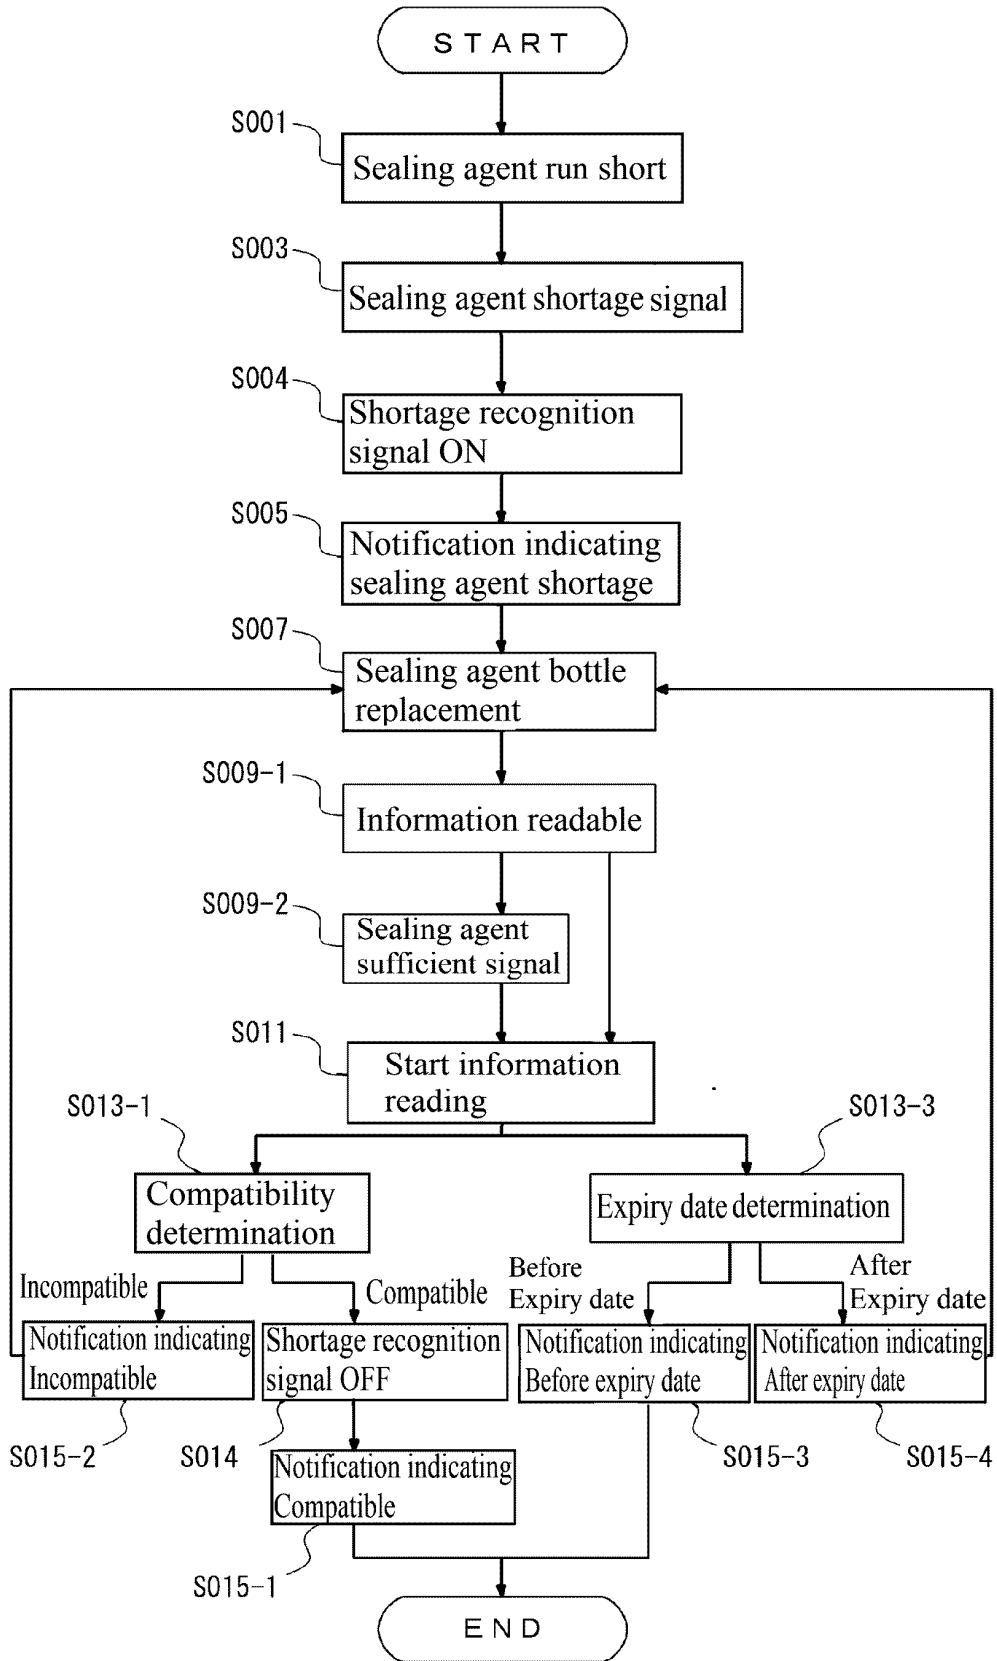 START
S001
Sealing agent run short
S003
Sealing agent shortage signal
S004
Shortage recognition
signal ON
S005
Notification indicating
sealing agent shortage
S007
Sealing agent bottle
replacement
S009-1
Information readable
S009-2
Sealing agent
sufficient signal
S011
Start information
reading
S013-1
S013-3
Compatibility
determination
Expiry date determination
Incompatible
Compatible
Before
Expiry date
After
Expiry date
Notification indicating
Incompatible
Shortage recognition
signal OFF
Notification indicating
Before expiry date
Notification indicating
After expiry date
S015-2
S014
S015-3
S015-4
Notification indicating
Compatible
S015-1
END